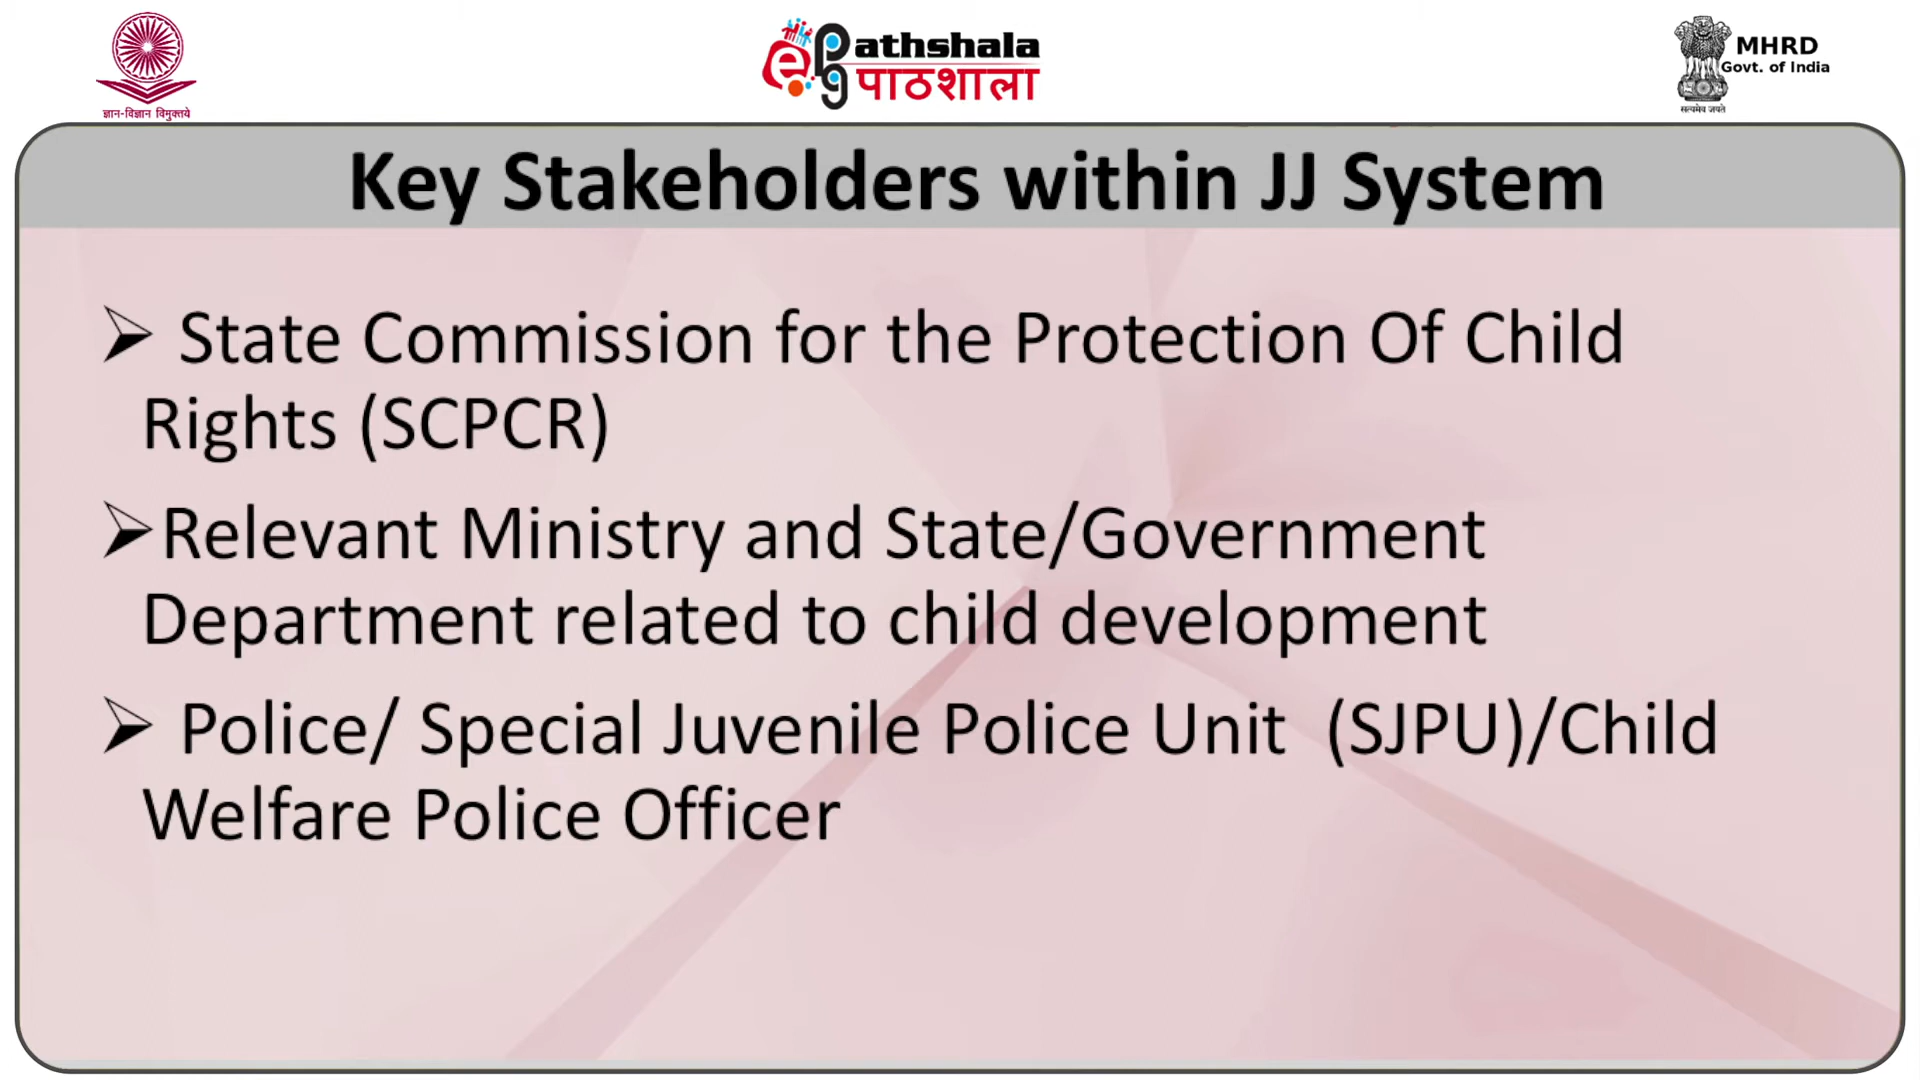 ज्ञान-विज्ञान विमुक्तये
e Pg athshala
पाठशाला
सत्यमेव जयते
MHRD
Govt. of India
Key Stakeholders within JJ System
➢ State Commission for the Protection Of Child
Rights (SCPCR)
➢Relevant Ministry and State/Government
Department related to child development
➢ Police/ Special Juvenile Police Unit (SJPU)/Child
Welfare Police Officer